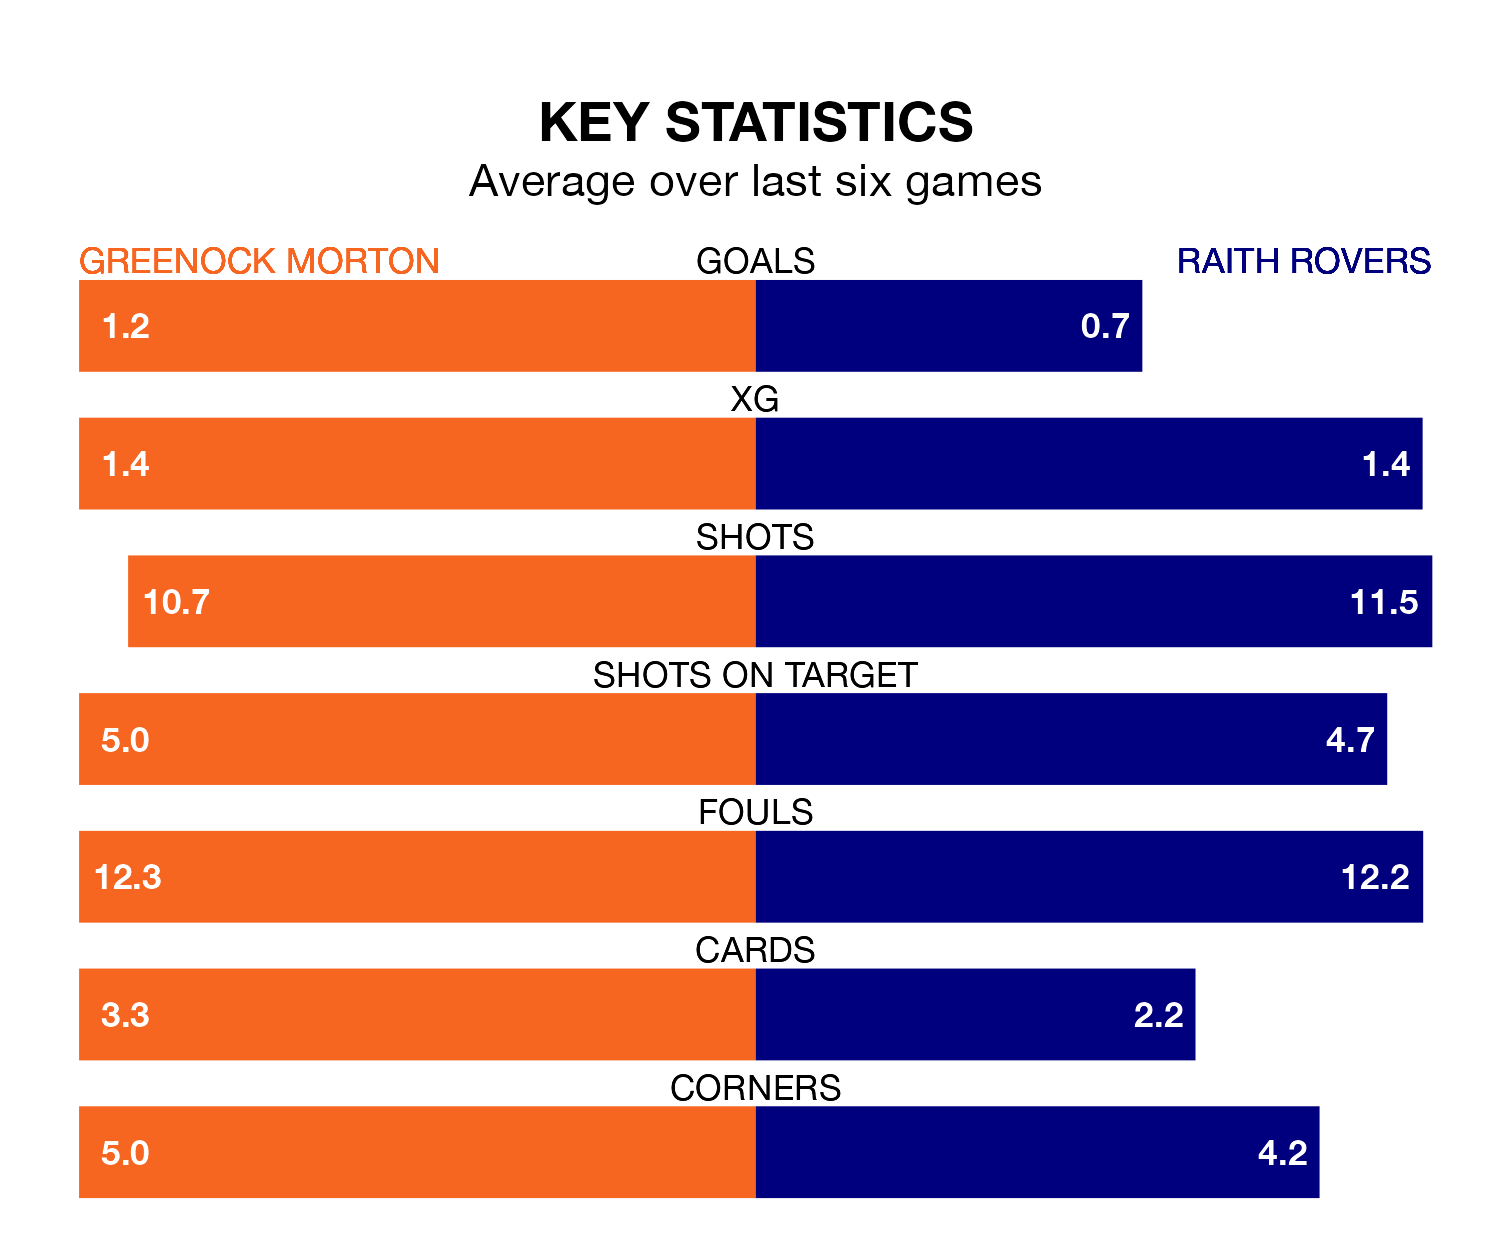 KEY STATISTICS
Average over last six games
GREENOCK MORTON GOALS RAITH ROVERS
1.2 0.7
XG
1.4 1.4
SHOTS
10.7 11.5
SHOTS ON TARGET
5.0 4.7
FOULS
12.3 12.2
CARDS
3.3 2.2
CORNERS
5.0 4.2